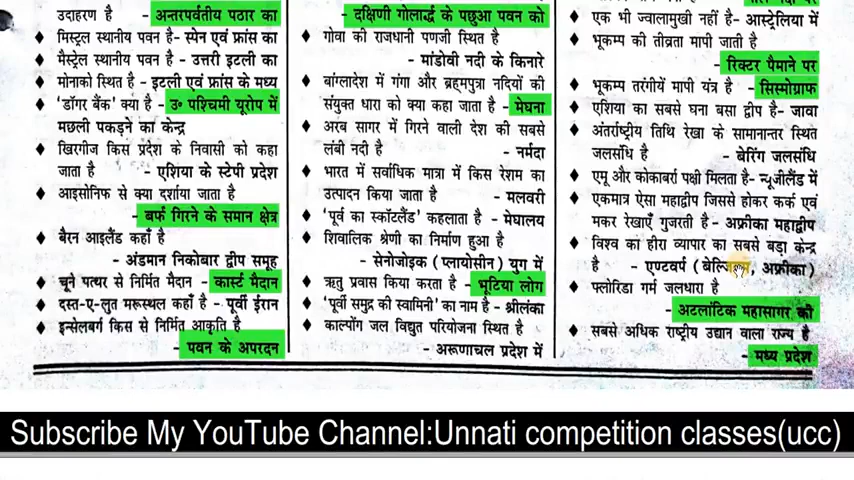 उदाहरण है - अन्तरपर्वतीय पठार का
♦ मिस्ट्रल स्थानीय पवन है- स्पेन एवं फ्रांस का
♦ मैस्ट्रेल स्थानीय पवन है - उत्तरी इटली का
♦ मोनाको स्थित है - इटली एवं फ्रांस के मध्य
♦ 'डॉगर बैंक' क्या है - उ० पश्चिमी यूरोप में
मछली पकड़ने का केन्द्र
♦ खिरगीज किस प्रदेश के निवासी को कहा
जाता है - एशिया के स्टेपी प्रदेश
♦ आइसोनिफ से क्या दर्शाया जाता है
- बर्फ गिरने के समान क्षेत्र
♦ बैरन आइलैंड कहाँ है
- अंडमान निकोबार द्वीप समूह
♦ चूने पत्थर से निर्मित मैदान - कार्स्ट मैदान
♦ दस्त-ए-लुत मरूस्थल कहाँ है - पूर्वी ईरान
♦ इन्सेलबर्ग किस से निर्मित आकृति है
- पवन के अपरदन
- दक्षिणी गोलार्द्ध के पछुआ पवन को
♦ गोवा की राजधानी पणजी स्थित है
- मांडोबी नदी के किनारे
♦ बांग्लादेश में गंगा और ब्रह्मपुत्रा नदियों की
संयुक्त धारा को क्या कहा जाता है - मेघना
♦ अरब सागर में गिरने वाली देश की सबसे
लंबी नदी है - नर्मदा
♦ भारत में सर्वाधिक मात्रा में किस रेशम का
उत्पादन किया जाता है - मलवरी
♦ 'पूर्व का स्कॉटलैंड' कहलाता है - मेघालय
♦ शिवालिक श्रेणी का निर्माण हुआ है
- सेनोजोइक (प्लायोसीन) युग में
♦ ऋतु प्रवास किया करता है - भूटिया लोग
♦ 'पूर्वी समुद्र की स्वामिनी' का नाम है - श्रीलंका
♦ काल्पोंग जल विद्युत परियोजना स्थित है
- अरूणाचल प्रदेश में
♦ एक भी ज्वालामुखी नहीं है- आस्ट्रेलिया में
♦ भूकम्प की तीव्रता मापी जाती है
- रिक्टर पैमाने पर
♦ भूकम्प तरंगीयें मापी यंत्र है - सिस्मोग्राफ
♦ एशिया का सबसे घना बसा द्वीप है- जावा
♦ अंतर्राष्ट्रीय तिथि रेखा के सामानान्तर स्थित
जलसंधि है - बेरिंग जलसंधि
♦ एमू और कोकाबर्रा पक्षी मिलता है- न्यूजीलैंड में
♦ एकमात्र ऐसा महाद्वीप जिससे होकर कर्क एवं
मकर रेखाएँ गुजरती है - अफ्रीका महाद्वीप
♦ विश्व का हीरा व्यापार का सबसे बड़ा केन्द्र
है - एण्टवर्प (बेल्जियम, अफ्रीका)
♦ फ्लोरिडा गर्म जलधारा है
- अटलांटिक महासागर की
♦ सबसे अधिक राष्ट्रीय उद्यान वाला राज्य है
- मध्य प्रदेश
Subscribe My YouTube Channel:Unnati competition classes(ucc)